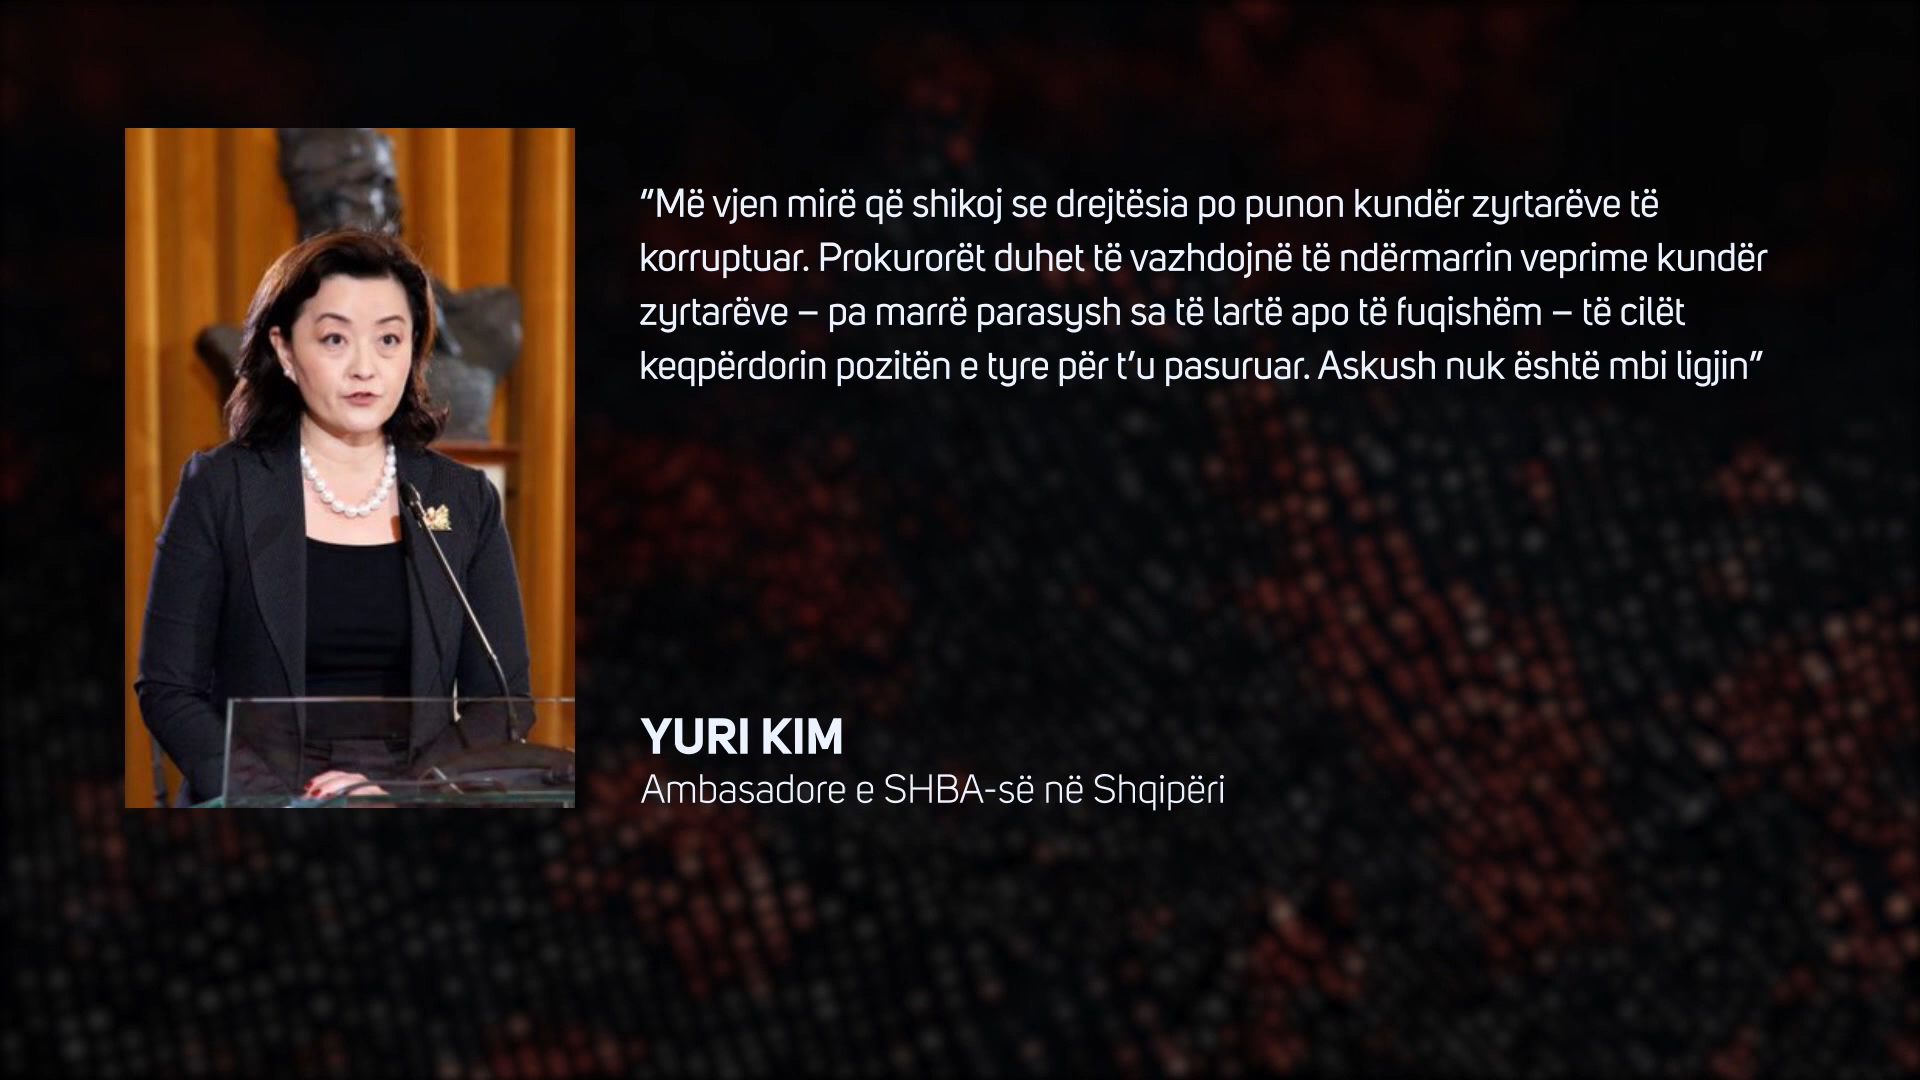 “Më vjen mirë që shikoj se drejtësia po punon kundër zyrtarëve të
korruptuar. Prokurorët duhet të vazhdojnë të ndërmarrin veprime kundër
zyrtarëve – pa marrë parasysh sa të lartë apo të fuqishëm – të cilët
keqpërdorin pozitën e tyre për t’u pasuruar. Askush nuk është mbi ligjin”
YURI KIM
Ambasadore e SHBA-së në Shqipëri